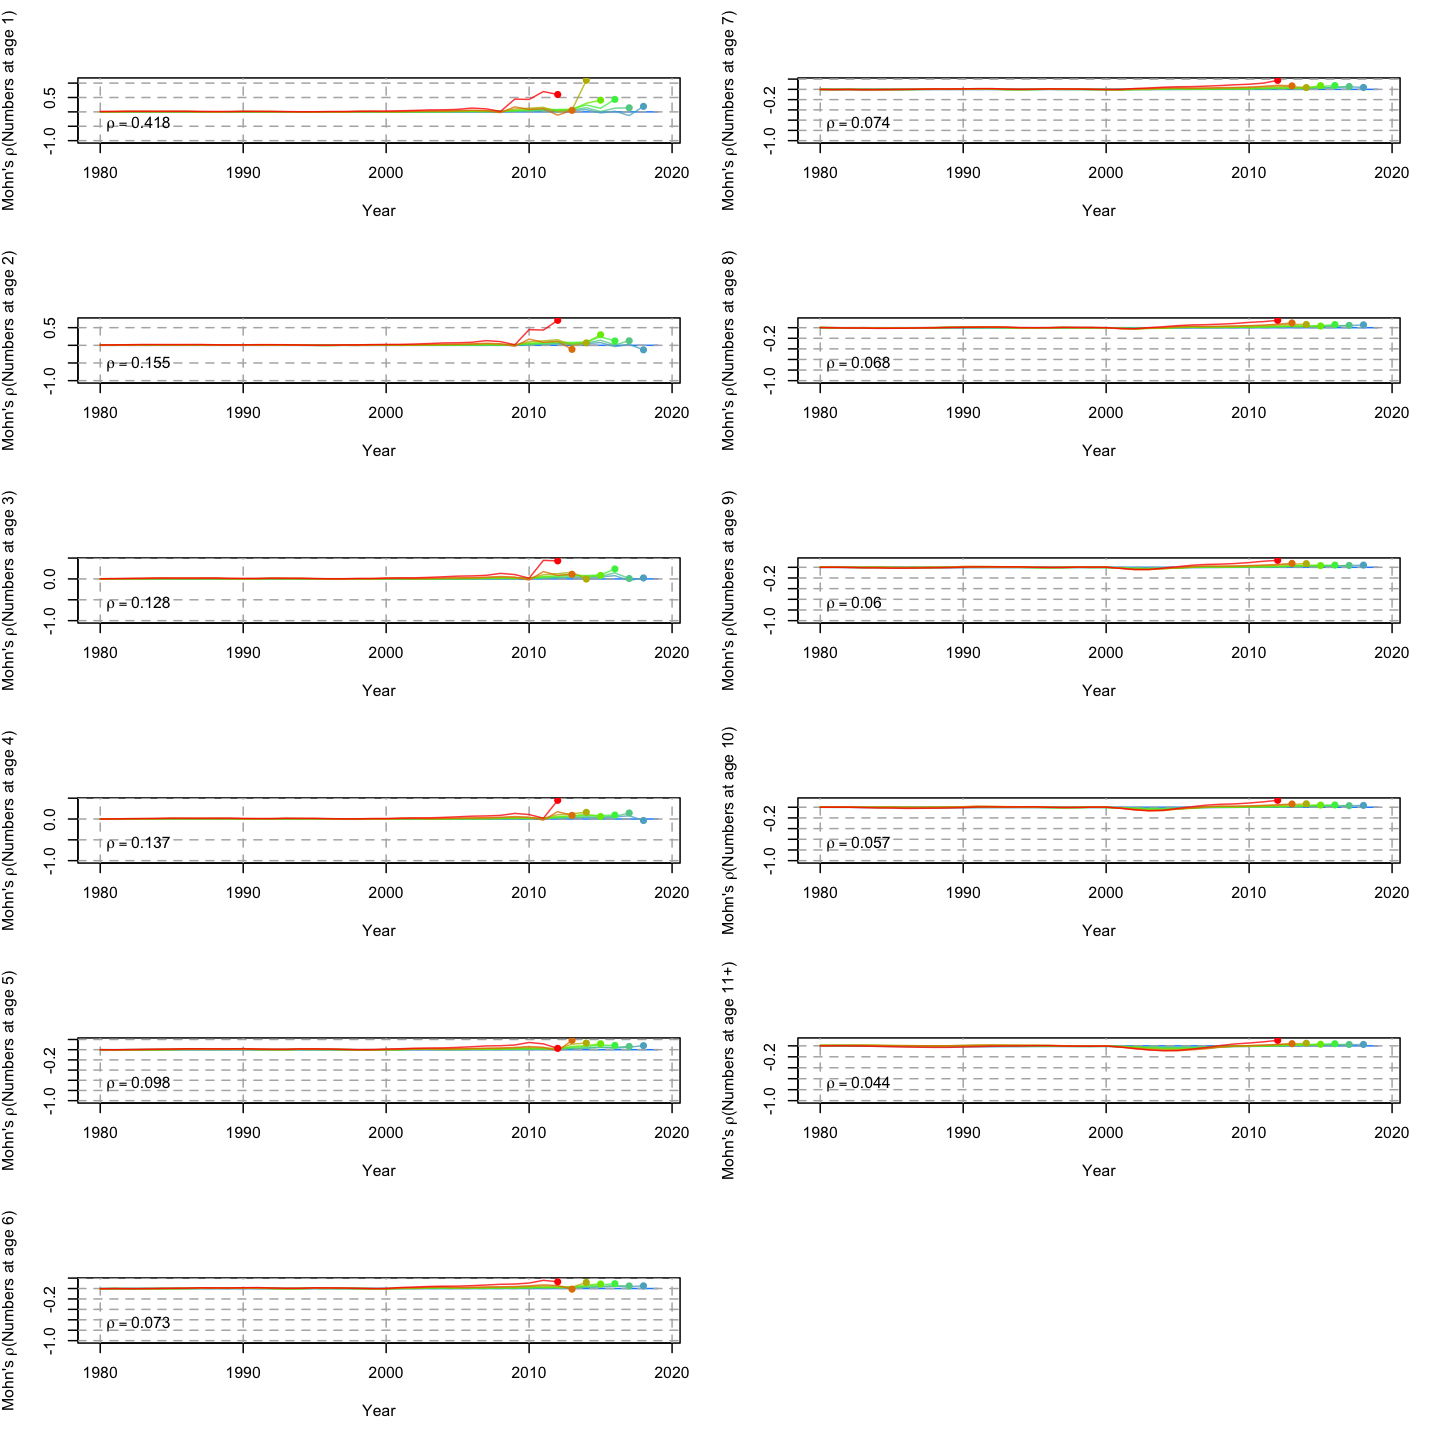 Mohn's ρ(Numbers at age 1)
0.5
-1.0
ρ = 0.418
1980 1990 2000 2010 2020
Year
Mohn's ρ(Numbers at age 2)
0.5
-1.0
ρ = 0.155
1980 1990 2000 2010 2020
Year
Mohn's ρ(Numbers at age 3)
0.0
-1.0
ρ = 0.128
1980 1990 2000 2010 2020
Year
Mohn's ρ(Numbers at age 4)
0.0
-1.0
ρ = 0.137
1980 1990 2000 2010 2020
Year
Mohn's ρ(Numbers at age 5)
-0.2
-1.0
ρ = 0.098
1980 1990 2000 2010 2020
Year
Mohn's ρ(Numbers at age 6)
-0.2
-1.0
ρ = 0.073
1980 1990 2000 2010 2020
Year
Mohn's ρ(Numbers at age 7)
-0.2
-1.0
ρ = 0.074
1980 1990 2000 2010 2020
Year
Mohn's ρ(Numbers at age 8)
-0.2
-1.0
ρ = 0.068
1980 1990 2000 2010 2020
Year
Mohn's ρ(Numbers at age 9)
-0.2
-1.0
ρ = 0.06
1980 1990 2000 2010 2020
Year
Mohn's ρ(Numbers at age 10)
-0.2
-1.0
ρ = 0.057
1980 1990 2000 2010 2020
Year
Mohn's ρ(Numbers at age 11+)
-0.2
-1.0
ρ = 0.044
1980 1990 2000 2010 2020
Year